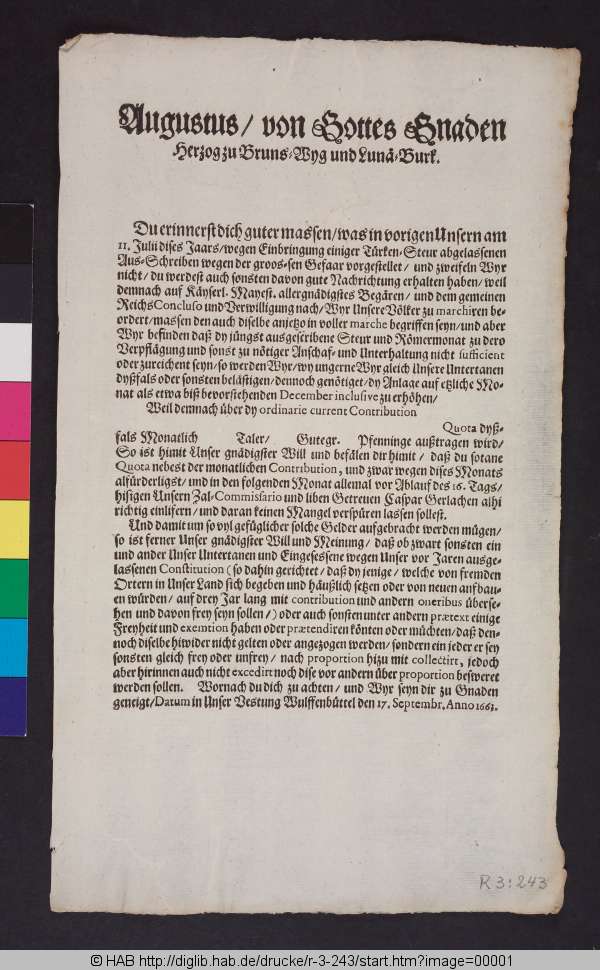 Augustus / von Gottes Gnaden
Herzog zu Bruns-Wyg und Lunä-Burk.
Du erinnerst dich guter massen / was in vorigen Unsern am
11. Julii dises Jaars / wegen Einbringung einiger Türken-Steur abgelassenen
Aus-Schreiben wegen der groos-sen Gefaar vorgestellet / und zweifeln Wyr
nicht / du werdest auch sonsten davon gute Nachrichtung erhalten haben / weil
demnach auf Käyserl. Mayest. allergnädigstes Begären / und dem gemeinen
Reichs Concluso und Verwilligung nach / Wyr Unsere Völker zu marchiren be-
ordert / massen den auch diselbe anjetzo in voller marche begriffen seyn / und aber
Wyr befinden daß dy jüngst ausgescribene Steur und Römermonat zu dero
Verpflägung und sonst zu nötiger Anschaf- und Unterhaltung nicht sufficient
oder zureichent seyn / so werden Wyr / wy ungerne Wyr gleich Unsere Untertanen
dyßfals oder sonsten belästigen / dennoch genötiget / dy Anlage auf etzliche Mo-
nat als etwa biß bevorstehenden December inclusive zu erhöhen /
Weil demnach über dy ordinarie current Contribution
Quota dyß-
fals Monatlich Taler / Gutegr. Pfenninge außtragen wird /
So ist himit Unser gnädigster Will und befälen dir himit / daß du sotane
Quota nebest der monatlichen Contribution, und zwar wegen dises Monats
alfürderligst / und in den folgenden Monat allemal vor Ablauf des 16. Tags /
hisigen Unsern Zal-Commissario und liben Getreuen Caspar Gerlachen alhi
richtig einlifern / und daran keinen Mangel verspüren lassen sollest.
Und damit um so vyl gefüglicher solche Gelder aufgebracht werden mügen /
so ist ferner Unser gnädigster Will und Meinung / daß ob zwart sonsten ein
und ander Unser Untertanen und Eingesessene wegen Unser vor Jaren ausge-
lassenen Constitution ( so dahin gerichtet / daß dy jenige / welche von fremden
Örtern in Unser Land sich begeben und häußlich setzen oder von neuen anfbau-
en würden / auf drey Jar lang mit contribution und andern oneribus überse-
hen und davon frey seyn sollen / ) oder auch sonsten unter andern prætext einige
Freyheit und exemtion haben oder prætendiren könten oder müchten / daß den-
noch diselbe hiwider nicht gelten oder angezogen werden / sondern ein jeder er sey
sonsten gleich frey oder unfrey / nach proportion hizu mit collectirt, jedoch
aber hirinnen auch nicht excedirt noch dise vor andern über proportion besweret
werden sollen. Wornach du dich zu achten / und Wyr seyn dir zu Gnaden
geneigt / Datum in Unser Vestung Wulffenbüttel den 17. Septembr. Anno 1663.
R 3:243
© HAB http://diglib.hab.de/drucke/r-3-243/start.htm?image=00001